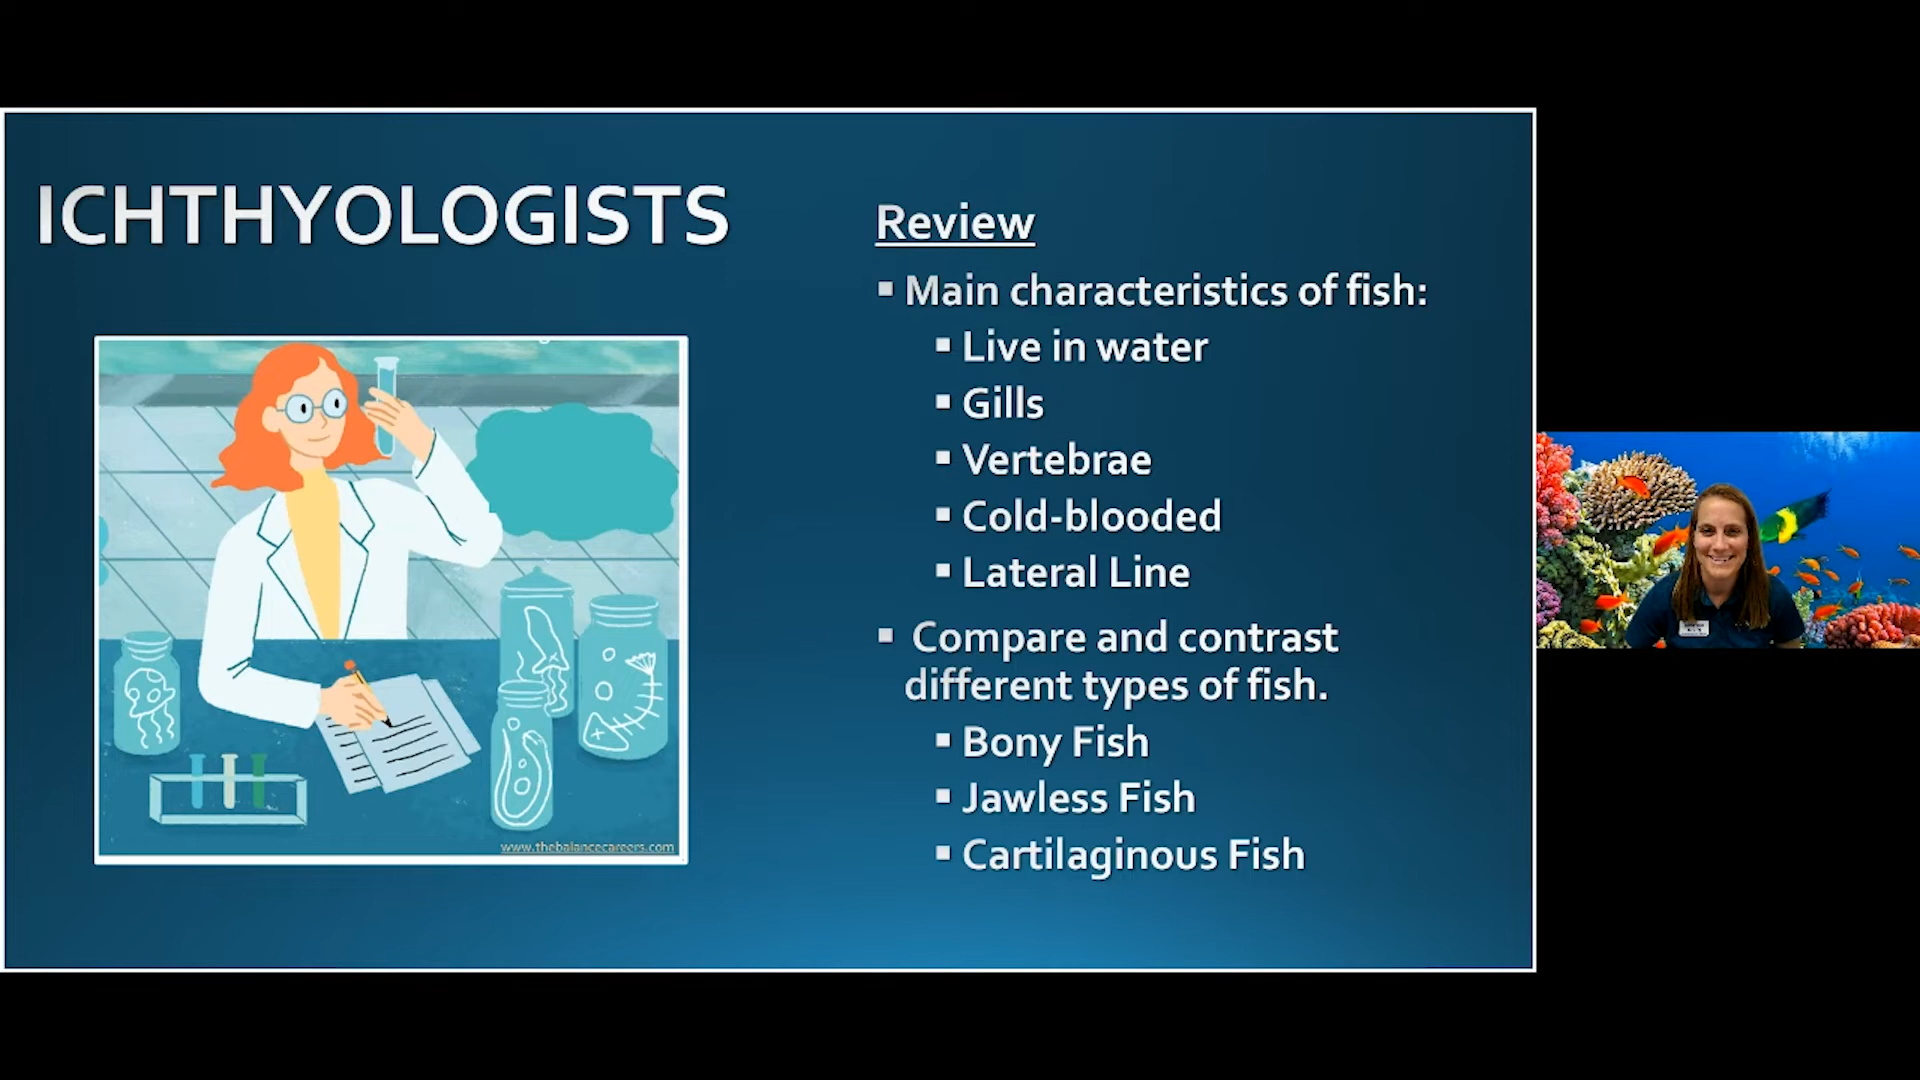 ICHTHYOLOGISTS
Review
Main characteristics of fish:
Live in water
Gills
Vertebrae
Cold-blooded
Lateral Line
Compare and contrast
different types of fish.
Bony Fish
Jawless Fish
Cartilaginous Fish
www.thebalancecareers.com